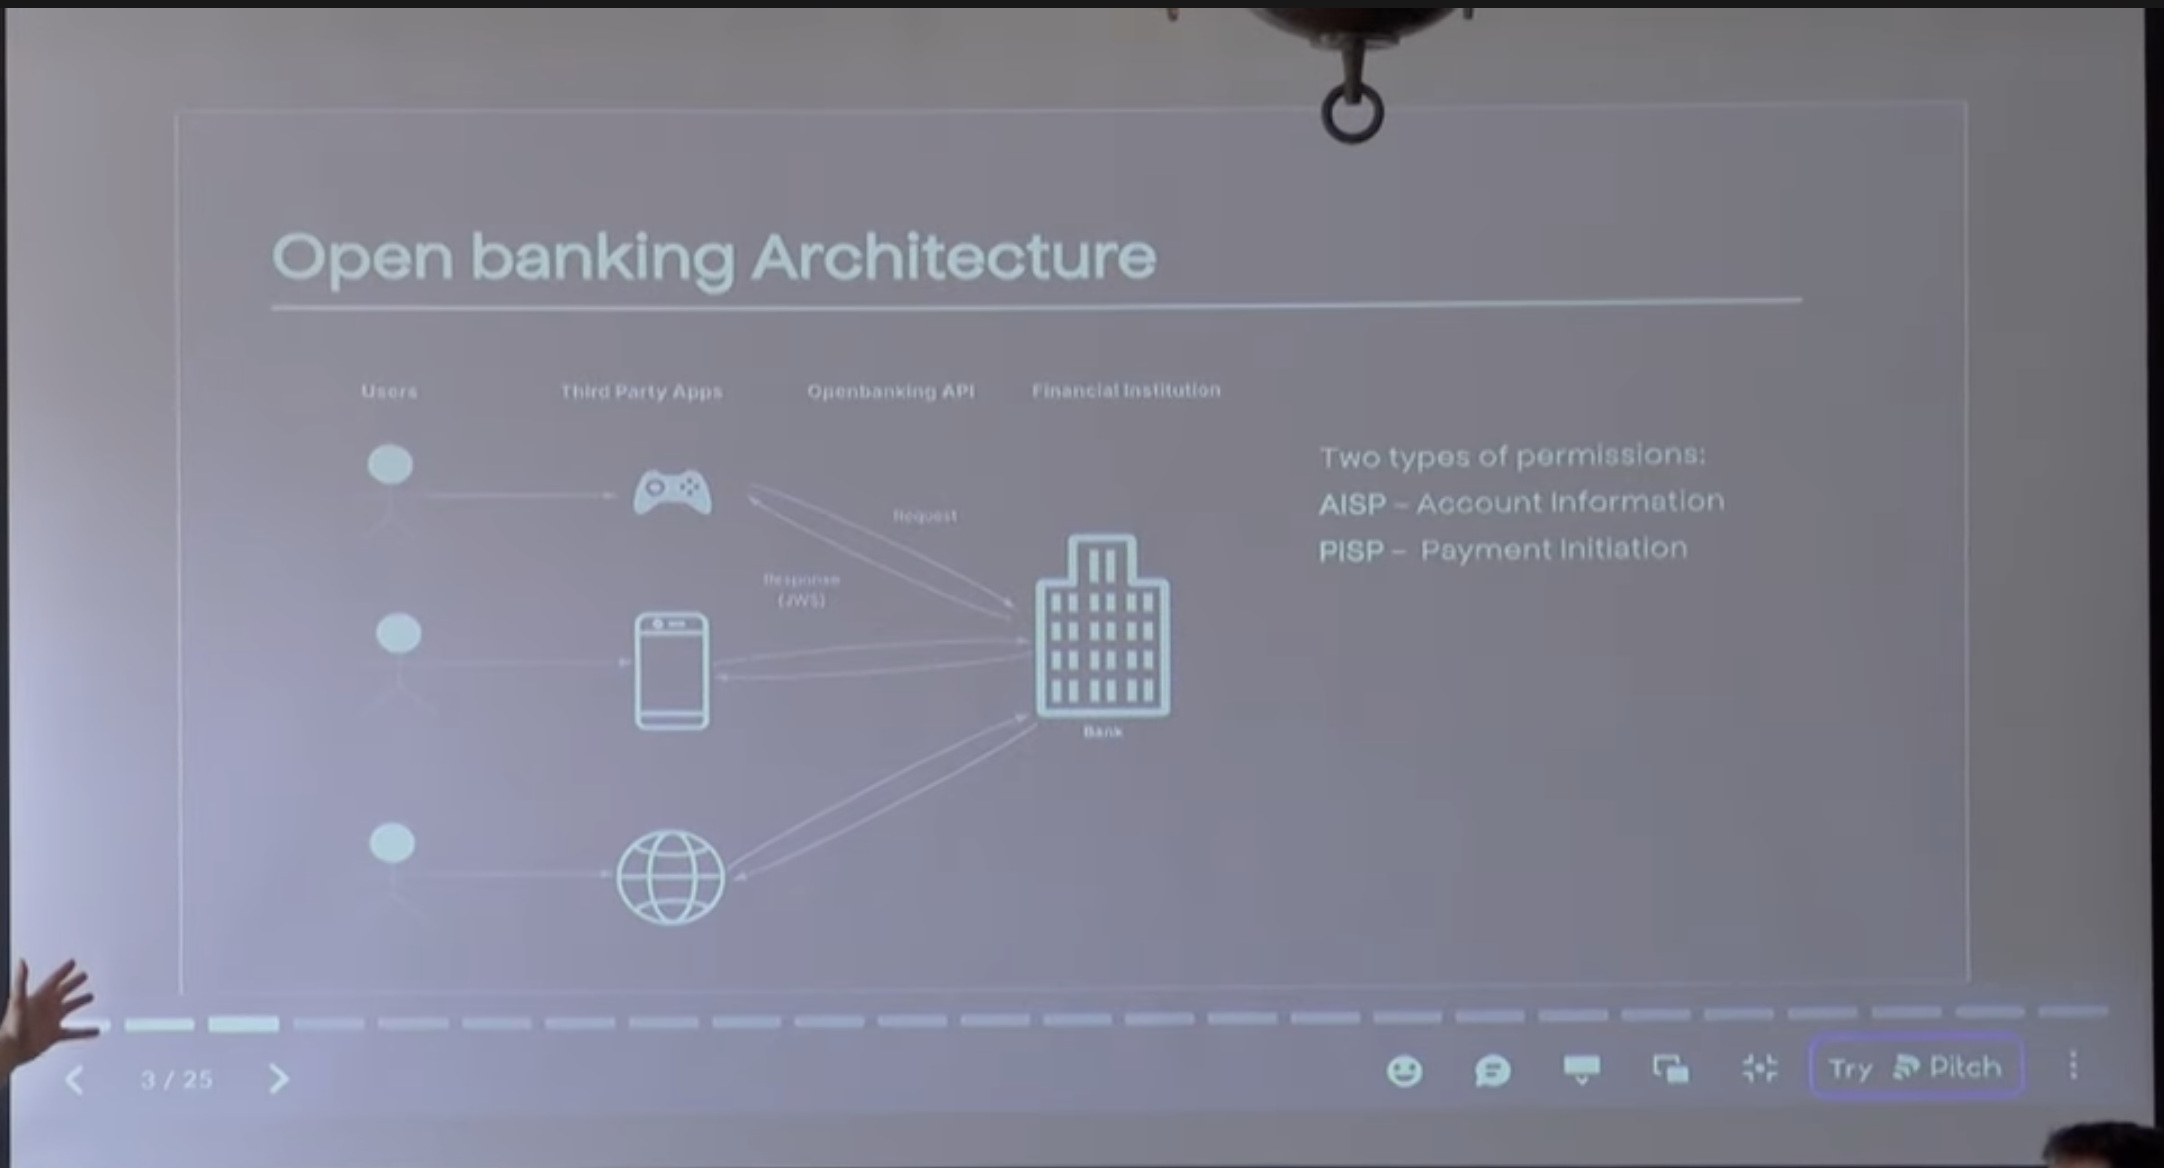 Open banking Architecture
Users
Third Party Apps
Openbanking API
Financial Institution
Request
Response
(JWS)
Bank
Two types of permissions:
AISP – Account Information
PISP – Payment Initiation
3 / 25
Try Pitch